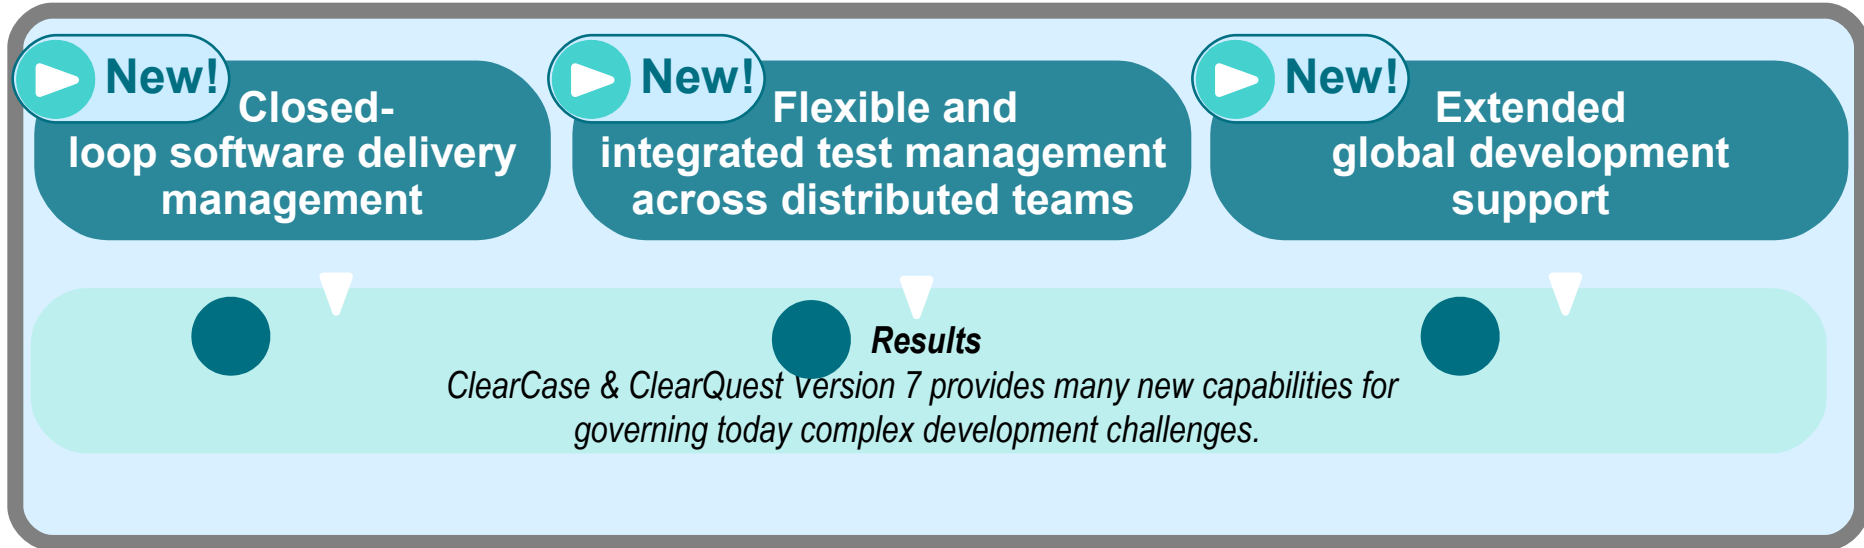 New!
Closed-
loop software delivery
management
New!
Flexible and
integrated test management
across distributed teams
New!
Extended
global development
support
Results
ClearCase & ClearQuest Version 7 provides many new capabilities for
governing today complex development challenges.